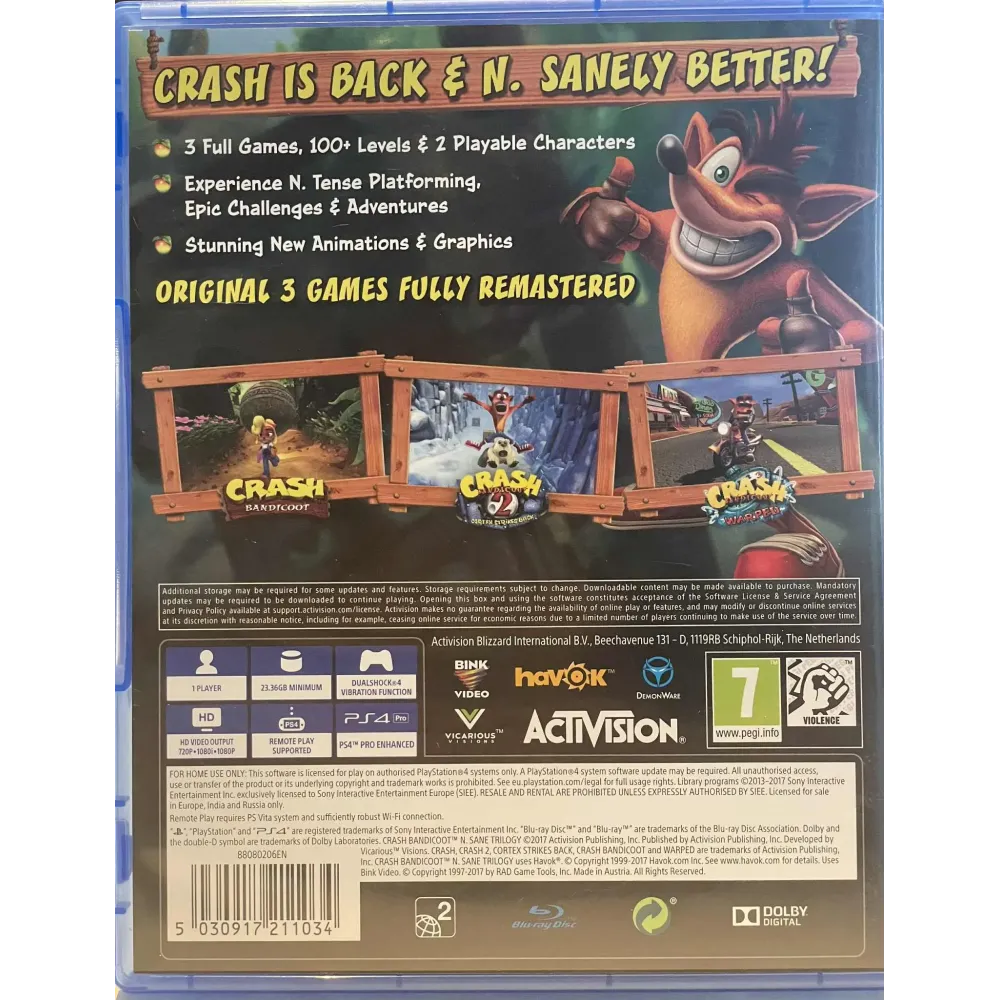 CRASH IS BACK & N. SANELY BETTER!
3 Full Games, 100+ Levels & 2 Playable Characters
Experience N. Tense Platforming,
Epic Challenges & Adventures
Stunning New Animations & Graphics
ORIGINAL 3 GAMES FULLY REMASTERED
CRASH
BANDICOOT
CRASH
BANDICOOT
2
CORTEX STRIKES BACK
CRASH
BANDICOOT
WARPED
Additional storage may be required for some updates and features. Storage requirements subject to change. Downloadable content may be made available to purchase. Mandatory
updates may be required to be downloaded to continue playing. Opening this box and using the software constitutes acceptance of the Software License & Service Agreement
and Privacy Policy available at support.activision.com/license. Activision makes no guarantee regarding the availability of online play or features, and may modify or discontinue online services
at its discretion with reasonable notice, including for example, ceasing online service for economic reasons due to a limited number of players continuing to make use of the service over time.
Activision Blizzard International B.V., Beechavenue 131 - D, 1119RB Schiphol-Rijk, The Netherlands
1 PLAYER
23.36GB MINIMUM
DUALSHOCK®4
VIBRATION FUNCTION
HD
HD VIDEO OUTPUT
720P•1080i•1080P
PS4
REMOTE PLAY
SUPPORTED
PS4 Pro
PS4™ PRO ENHANCED
BINK
VIDEO
havok™
DEMONWARE
VICARIOUS™
VISIONS
ACTIVISION®
7
www.pegi.info
VIOLENCE
FOR HOME USE ONLY: This software is licensed for play on authorised PlayStation®4 systems only. A PlayStation®4 system software update may be required. All unauthorised access,
use or transfer of the product or its underlying copyright and trademark works is prohibited. See eu.playstation.com/legal for full usage rights. Library programs ©2013-2017 Sony Interactive
Entertainment Inc. exclusively licensed to Sony Interactive Entertainment Europe (SIEE). RESALE AND RENTAL ARE PROHIBITED UNLESS EXPRESSLY AUTHORISED BY SIEE. Licensed for sale
in Europe, India and Russia only.
Remote Play requires PS Vita system and sufficiently robust Wi-Fi connection.
"PlayStation" and "PS4" are registered trademarks of Sony Interactive Entertainment Inc. "Blu-ray Disc™" and "Blu-ray™" are trademarks of the Blu-ray Disc Association. Dolby and
the double-D symbol are trademarks of Dolby Laboratories. CRASH BANDICOOT™ N. SANE TRILOGY ©2017 Activision Publishing, Inc. Published by Activision Publishing, Inc. Developed by
Vicarious™ Visions. CRASH, CRASH 2, CORTEX STRIKES BACK, CRASH BANDICOOT and WARPED are trademarks of Activision Publishing,
Inc. CRASH BANDICOOT™ N. SANE TRILOGY uses Havok®. © Copyright 1999-2017 Havok.com Inc. See www.havok.com for details. Uses
Bink Video. © Copyright 1997-2017 by RAD Game Tools, Inc. Made in Austria. All Rights Reserved.
88080206EN
5 030917 211034
2
Blu-ray Disc
®
DOLBY
DIGITAL